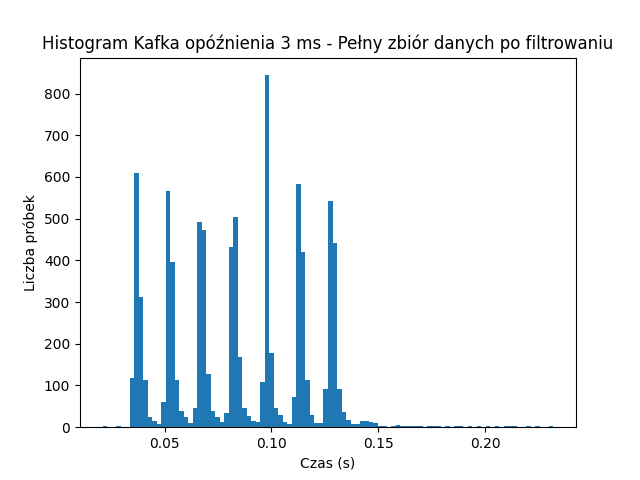 Histogram Kafka opóźnienia 3 ms - Pełny zbiór danych po filtrowaniu
800
700
600
500
400
300
200
100
0
Liczba próbek
0.05 0.10 0.15 0.20
Czas (s)